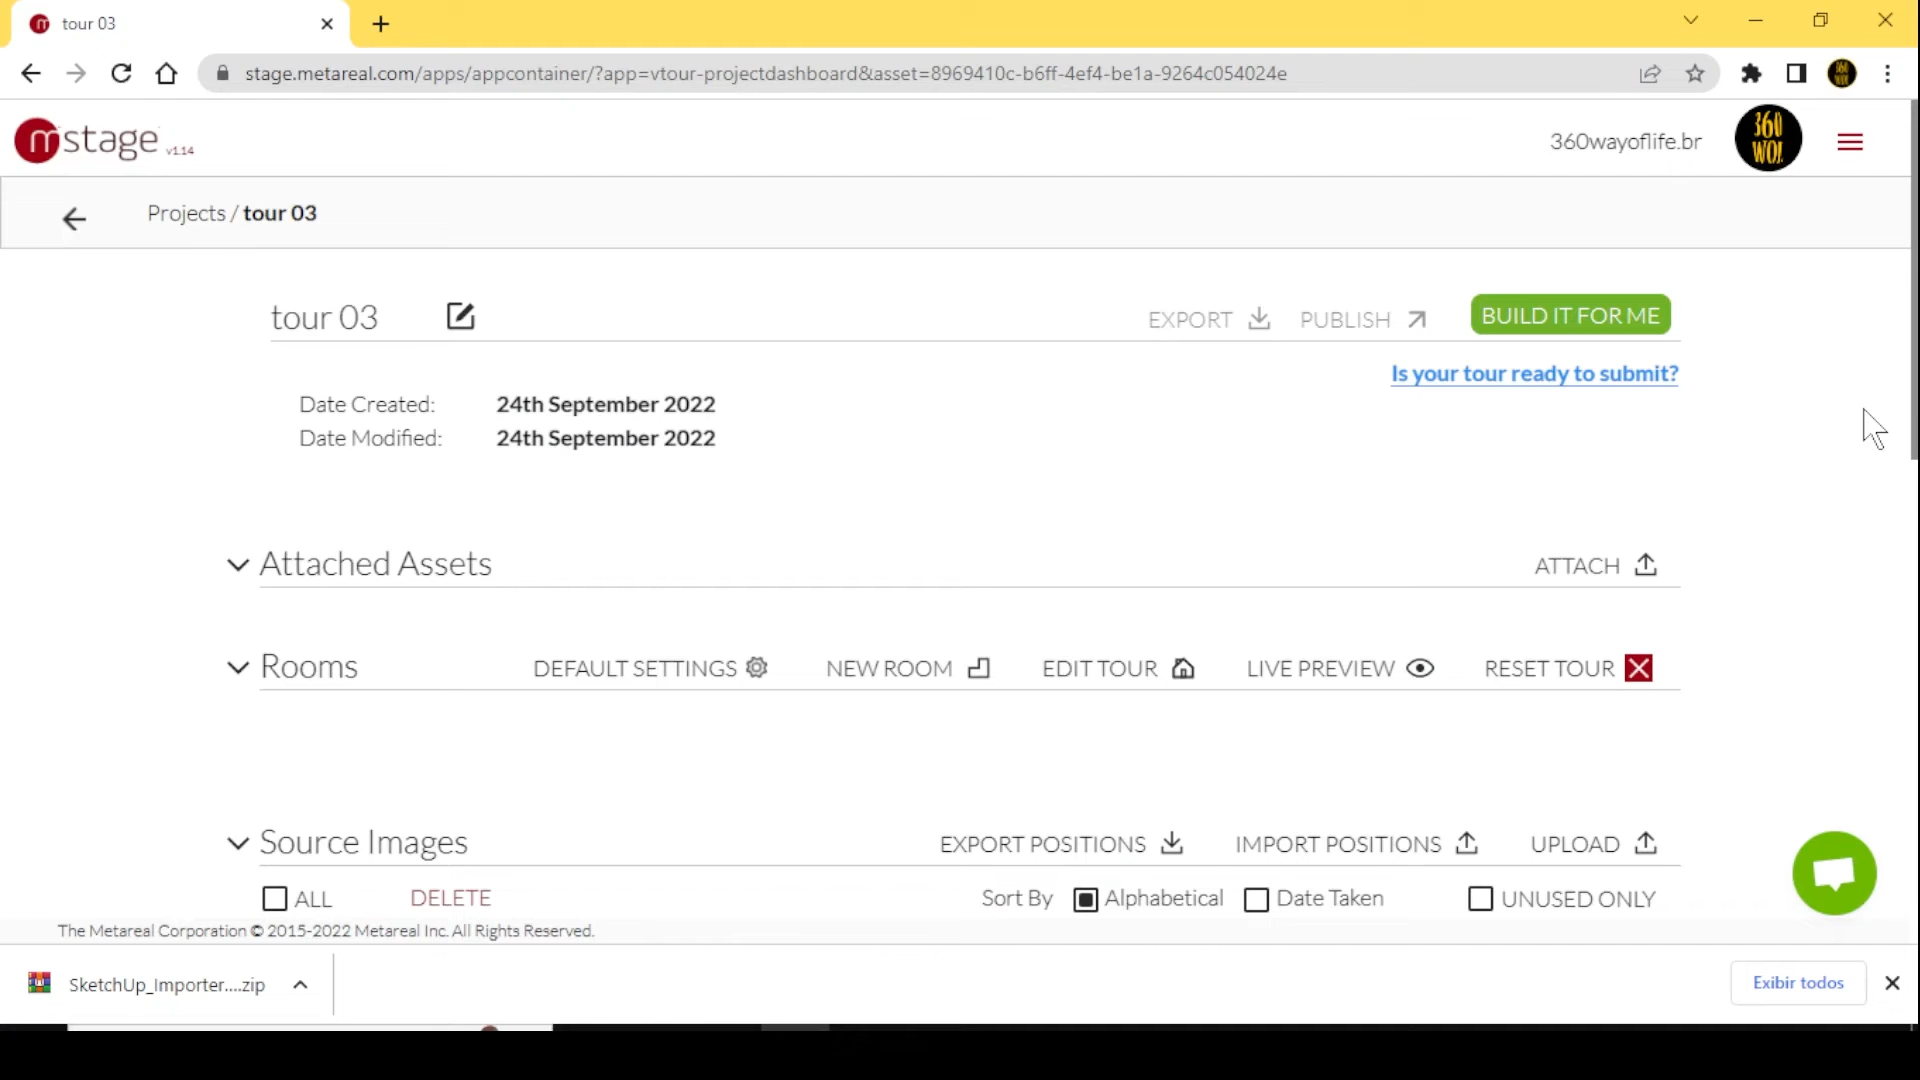 tour 03
stage.metareal.com/apps/appcontainer/?app=vtour-projectdashboard&asset=8969410c-b6ff-4ef4-be1a-9264c054024e
mstage v1.14
360wayoflife.br
360
WO!
Projects / tour 03
tour 03
EXPORT PUBLISH BUILD IT FOR ME
Is your tour ready to submit?
Date Created: 24th September 2022
Date Modified: 24th September 2022
Attached Assets ATTACH
Rooms DEFAULT SETTINGS NEW ROOM EDIT TOUR LIVE PREVIEW RESET TOUR
Source Images EXPORT POSITIONS IMPORT POSITIONS UPLOAD
ALL DELETE Sort By Alphabetical Date Taken UNUSED ONLY
The Metareal Corporation © 2015-2022 Metareal Inc. All Rights Reserved.
SketchUp_Importer....zip Exibir todos